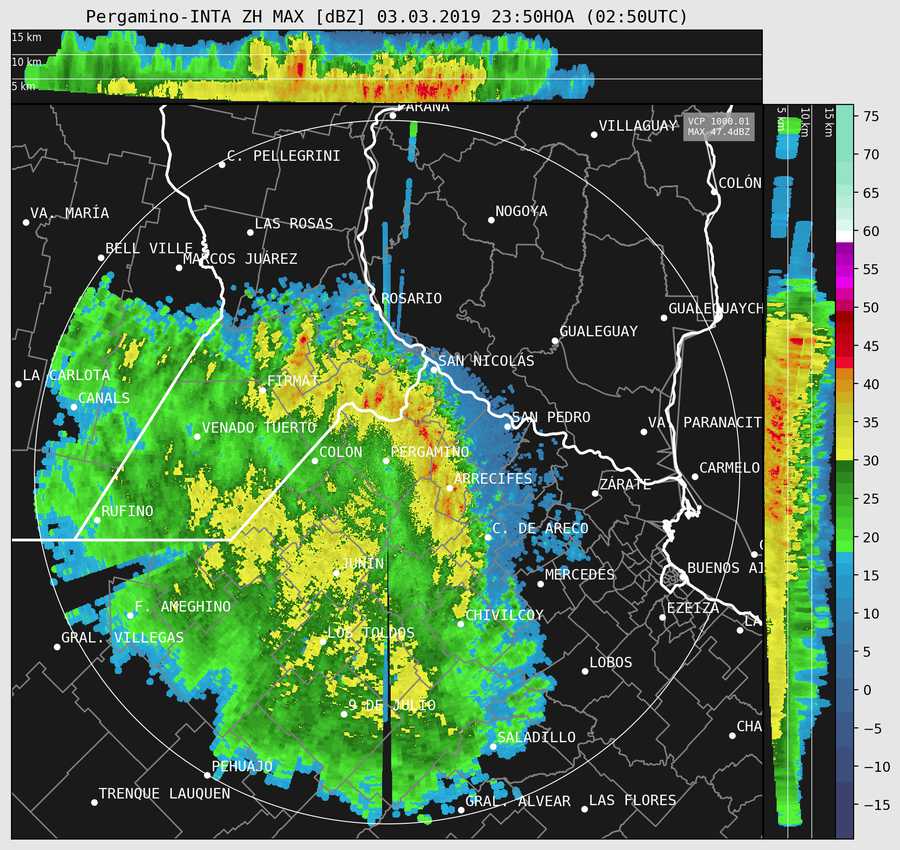 Pergamino-INTA ZH MAX [dBZ] 03.03.2019 23:50HOA (02:50UTC)
15 km
10 km
5 km
PARANA
VILLAGUAY
VCP 1000.01
MAX 47.4dBZ
5 km
10 km
15 km
C. PELLEGRINI
COLÓN
VA. MARÍA
LAS ROSAS
NOGOYA
BELL VILLE
MARCOS JUÁREZ
ROSARIO
GUALEGUAYCH
GUALEGUAY
LA CARLOTA
FIRMAT
SAN NICOLAS
CANALS
SAN PEDRO
VENADO TUERTO
VA. PARANACIT
COLON
PERGAMINO
CARMELO
ARRECIFES
ZÁRATE
RUFINO
C. DE ARECO
JUNÍN
MERCEDES
BUENOS AI
F. AMEGHINO
CHIVILCOY
EZEIZA
LA
GRAL. VILLEGAS
LOS TOLDOS
LOBOS
9 DE JULIO
CHA
SALADILLO
PEHUAJO
TRENQUE LAUQUEN
GRAL. ALVEAR
LAS FLORES
75
70
65
60
55
50
45
40
35
30
25
20
15
10
5
0
−5
−10
−15